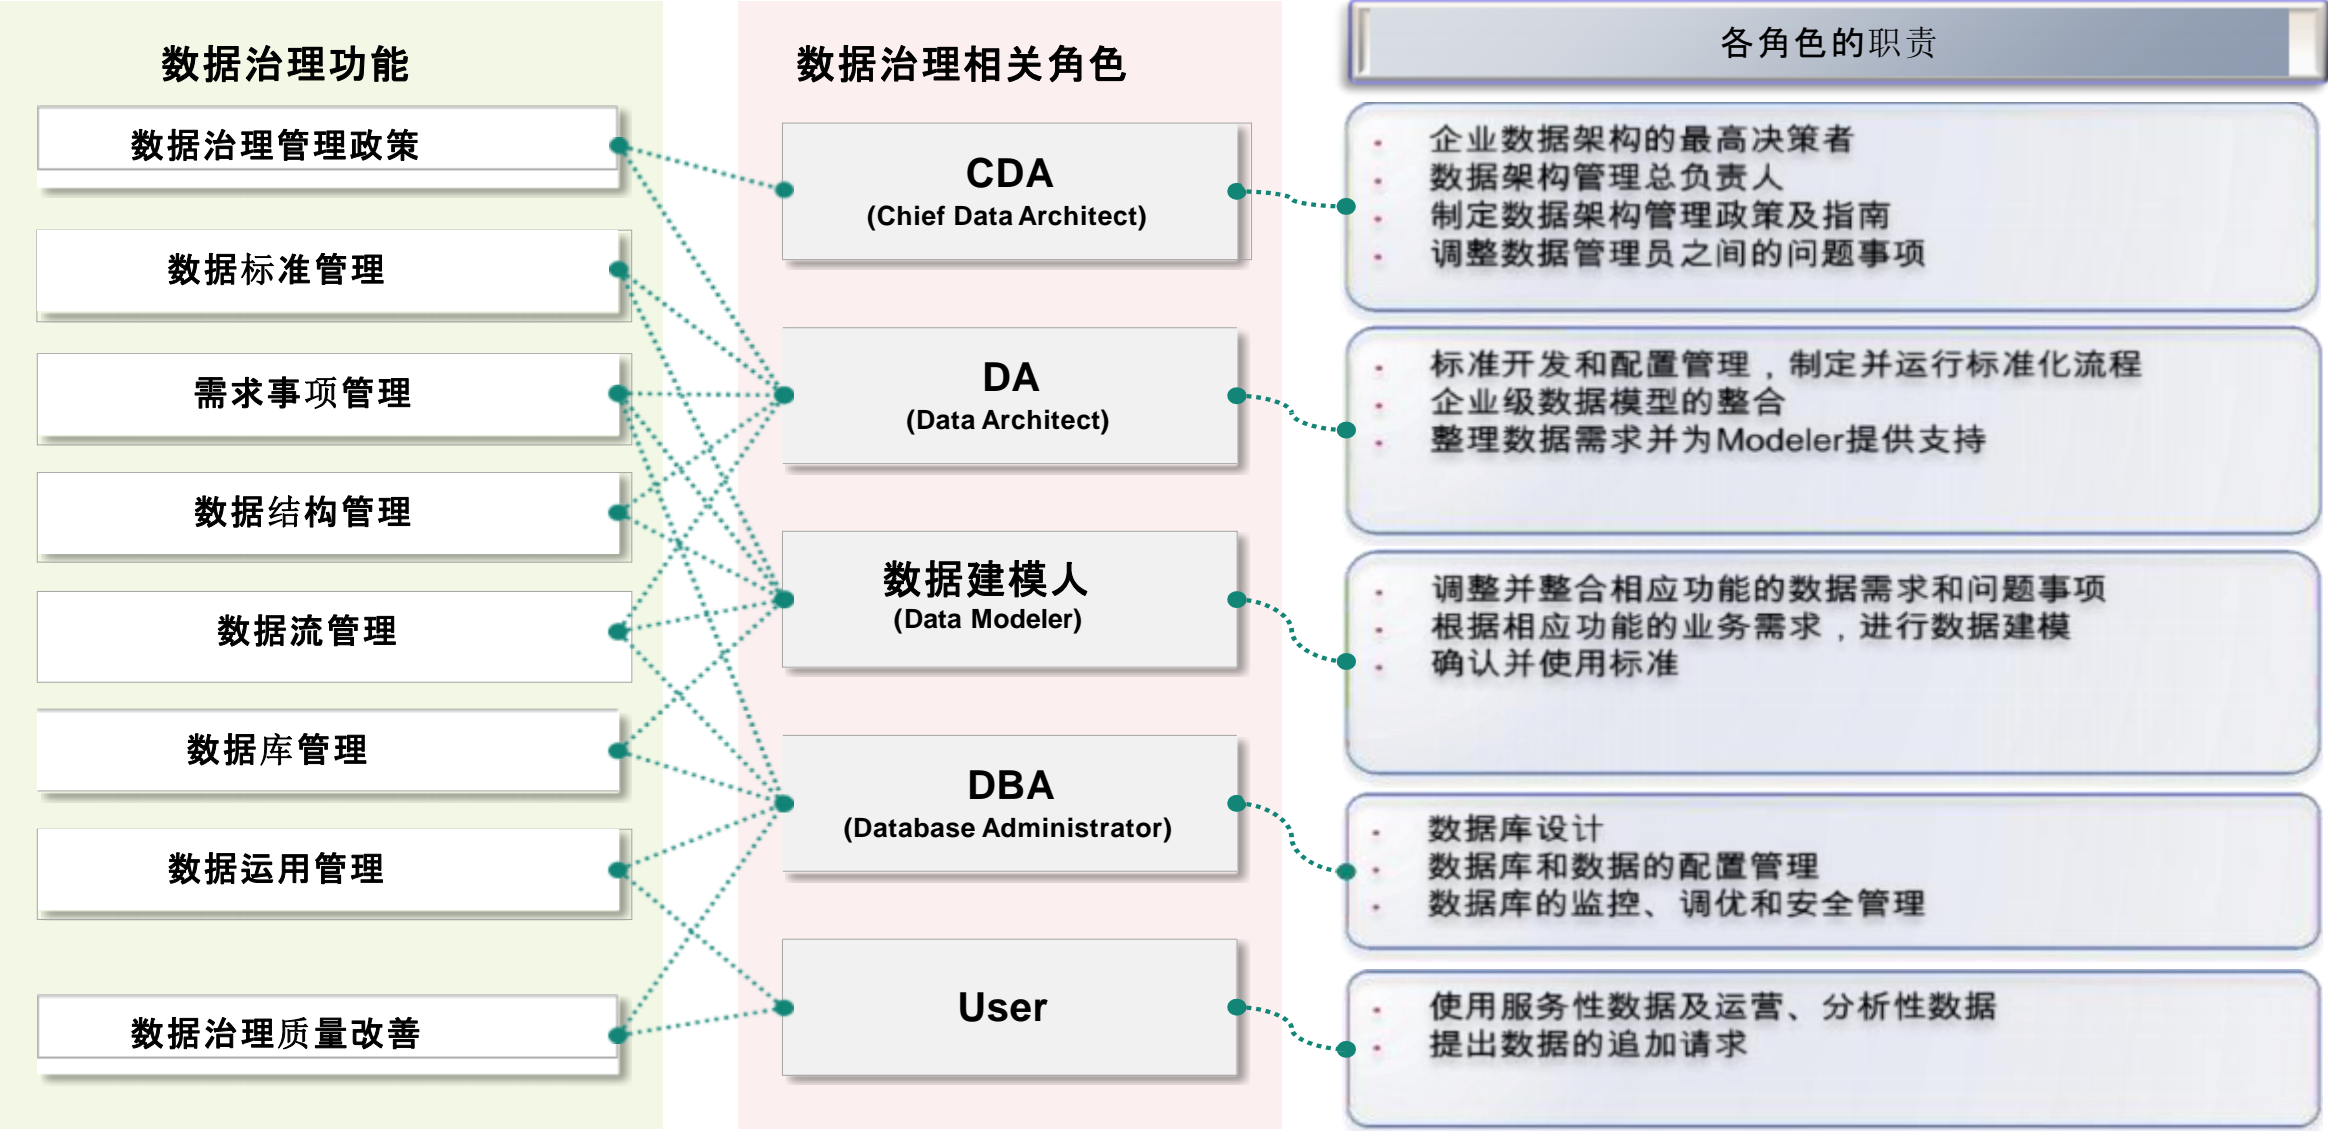 数据治理功能
数据治理管理政策
数据标准管理
需求事项管理
数据结构管理
数据流管理
数据库管理
数据运用管理
数据治理质量改善
数据治理相关角色
CDA
(Chief Data Architect)
DA
(Data Architect)
数据建模人
(Data Modeler)
DBA
(Database Administrator)
User
各角色的职责
· 企业数据架构的最高决策者
· 数据架构管理总负责人
· 制定数据架构管理政策及指南
· 调整数据管理员之间的问题事项
· 标准开发和配置管理，制定并运行标准化流程
· 企业级数据模型的整合
· 整理数据需求并为Modeler提供支持
· 调整并整合相应功能的数据需求和问题事项
· 根据相应功能的业务需求，进行数据建模
· 确认并使用标准
· 数据库设计
· 数据库和数据的配置管理
· 数据库的监控、调优和安全管理
· 使用服务性数据及运营、分析性数据
· 提出数据的追加请求